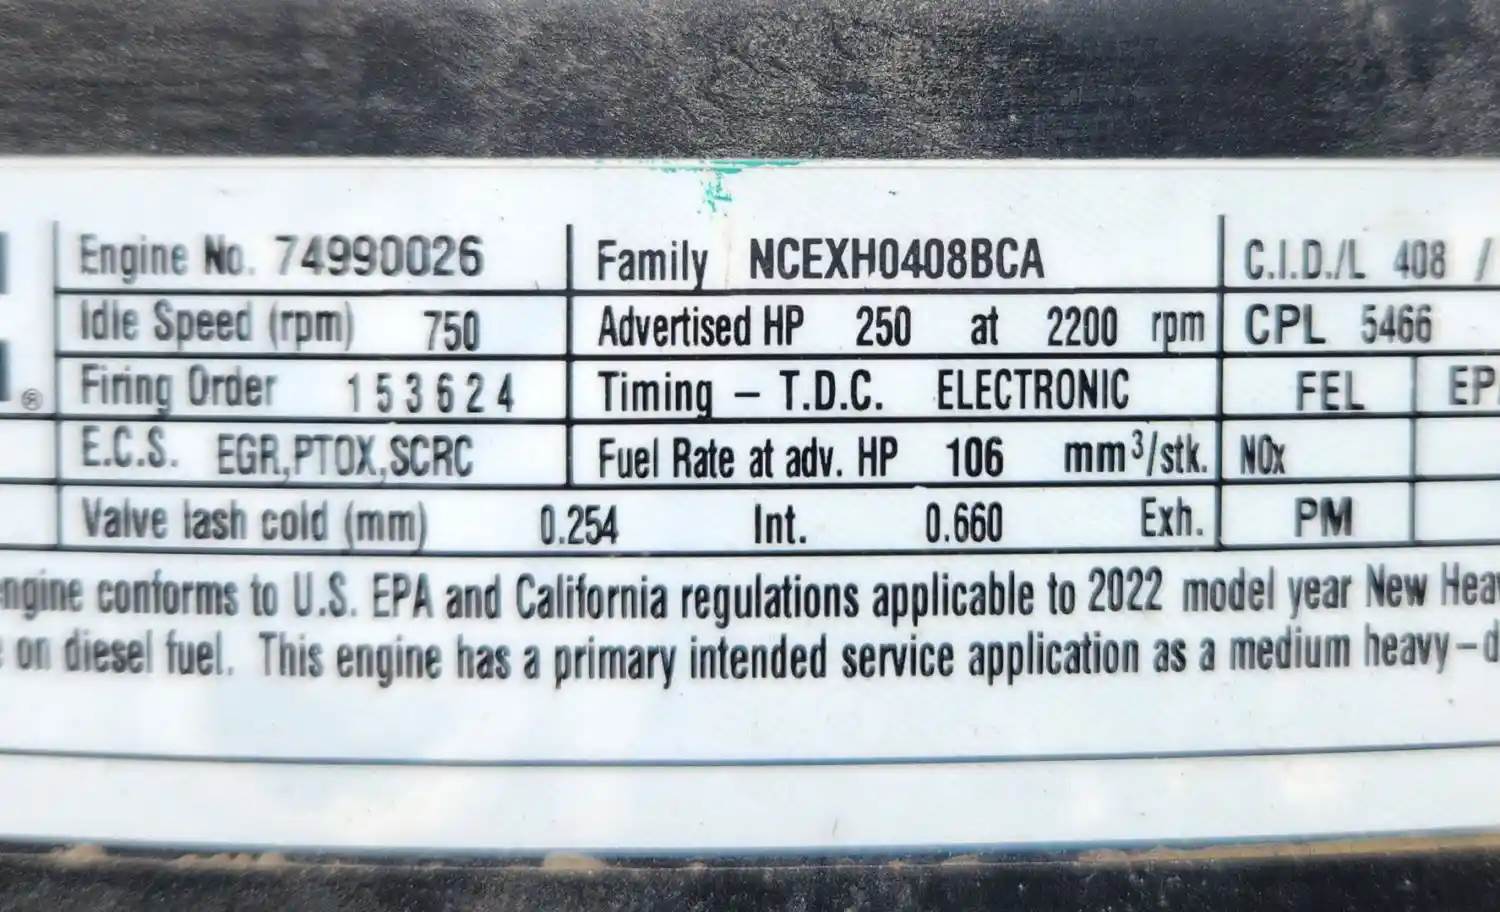 Engine No. 74990026 Family NCEXH0408BCA C.I.D./L 408 /
Idle Speed (rpm) 750 Advertised HP 250 at 2200 rpm CPL 5466
® Firing Order 1 5 3 6 2 4 Timing – T.D.C. ELECTRONIC FEL
E.C.S. EGR,PTOX,SCRC Fuel Rate at adv. HP 106 mm³/stk. NOx
Valve lash cold (mm) 0.254 Int. 0.660 Exh. PM
ngine conforms to U.S. EPA and California regulations applicable to 2022 model year New Hea
on diesel fuel. This engine has a primary intended service application as a medium heavy-d